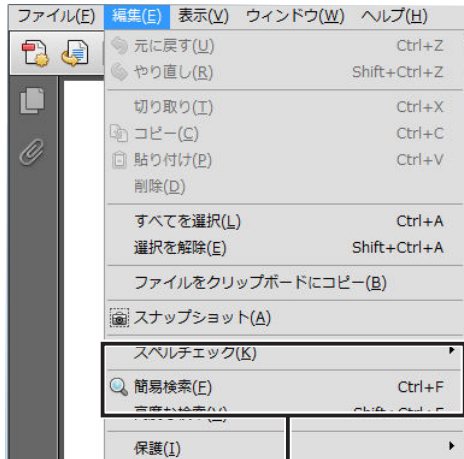 ファイル(F) 編集(E) 表示(V) ウィンドウ(W) ヘルプ(H)
元に戻す(U) Ctrl+Z
やり直し(R) Shift+Ctrl+Z
切り取り(T) Ctrl+X
コピー(C) Ctrl+C
貼り付け(P) Ctrl+V
削除(D)
すべてを選択(L) Ctrl+A
選択を解除(E) Shift+Ctrl+A
ファイルをクリップボードにコピー(B)
スナップショット(A)
スペルチェック(K)
簡易検索(F) Ctrl+F
保護(I)